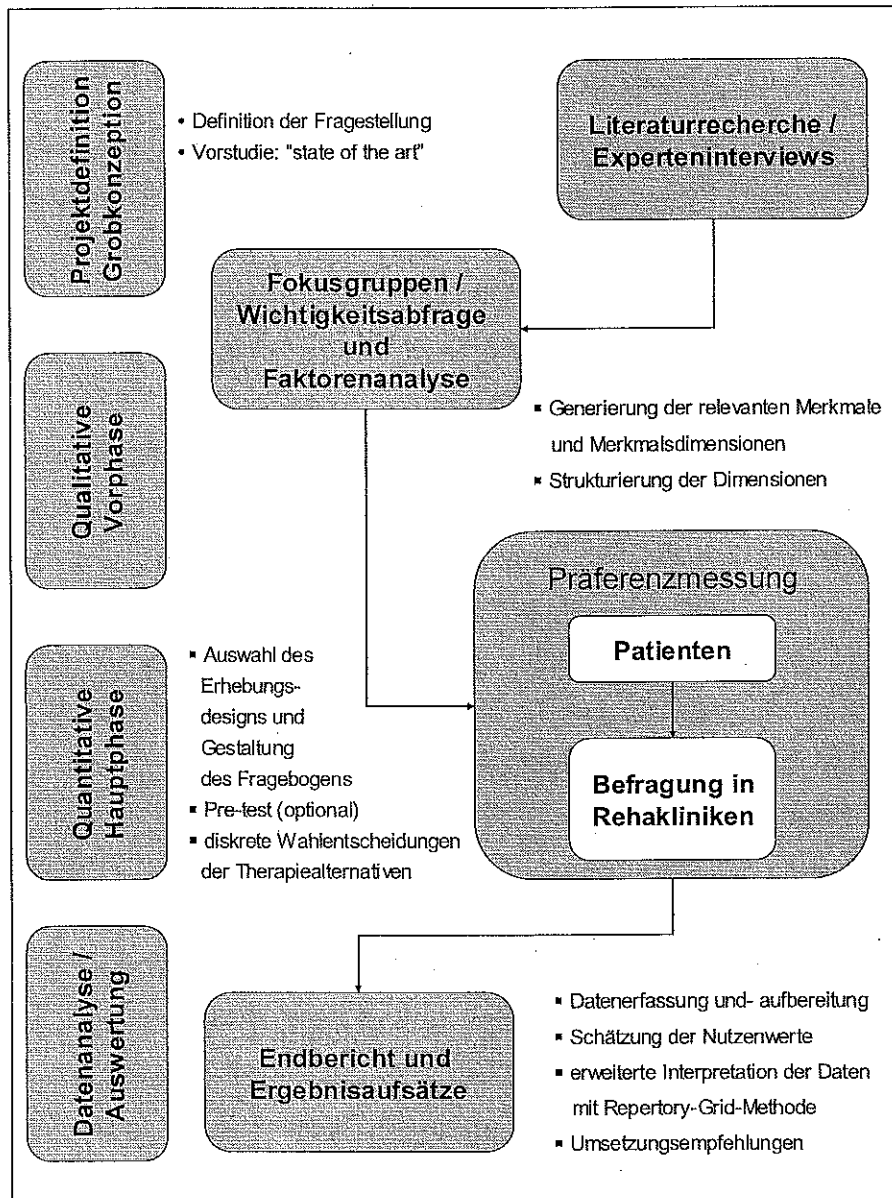 Projektdefinition
Grobkonzeption
• Definition der Fragestellung
• Vorstudie: "state of the art"
Literaturrecherche /
Experteninterviews
Fokusgruppen /
Wichtigkeitsabfrage
und
Faktorenanalyse
Qualitative
Vorphase
▪ Generierung der relevanten Merkmale
und Merkmalsdimensionen
▪ Strukturierung der Dimensionen
Quantitative
Hauptphase
▪ Auswahl des
Erhebungs-
designs und
Gestaltung
des Fragebogens
▪ Pre-test (optional)
▪ diskrete Wahlentscheidungen
der Therapiealternativen
Präferenzmessung
Patienten
Befragung in
Rehakliniken
Datenanalyse /
Auswertung
Endbericht und
Ergebnisaufsätze
▪ Datenerfassung und- aufbereitung
▪ Schätzung der Nutzenwerte
▪ erweiterte Interpretation der Daten
mit Repertory-Grid-Methode
▪ Umsetzungsempfehlungen